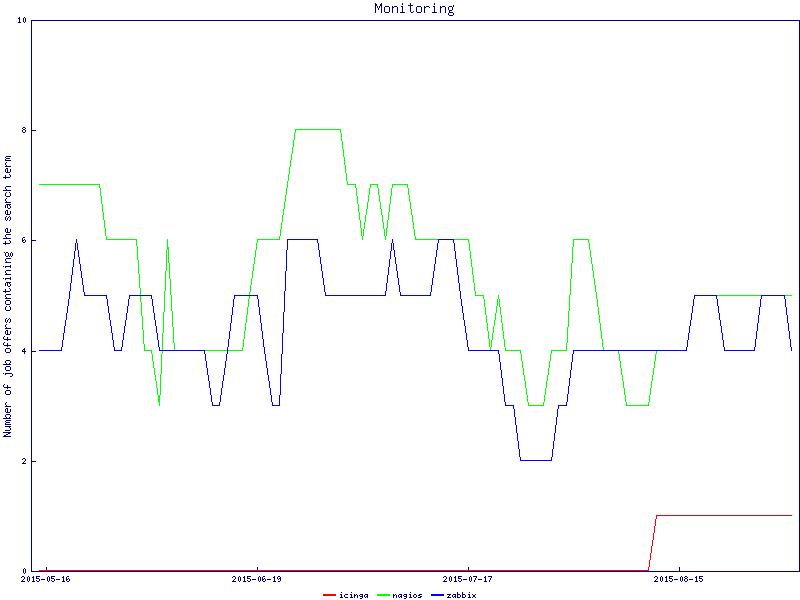 Monitoring
Number of job offers containing the search term
10
8
6
4
2
0
2015-05-16 2015-06-19 2015-07-17 2015-08-15
icinga nagios zabbix